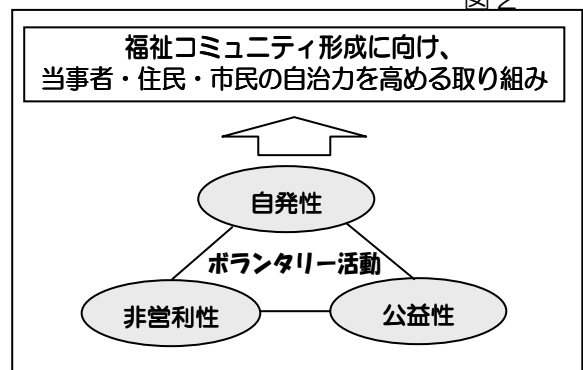 図２
福祉コミュニティ形成に向け、
当事者・住民・市民の自治力を高める取り組み
自発性
ボランタリー活動
非営利性
公益性